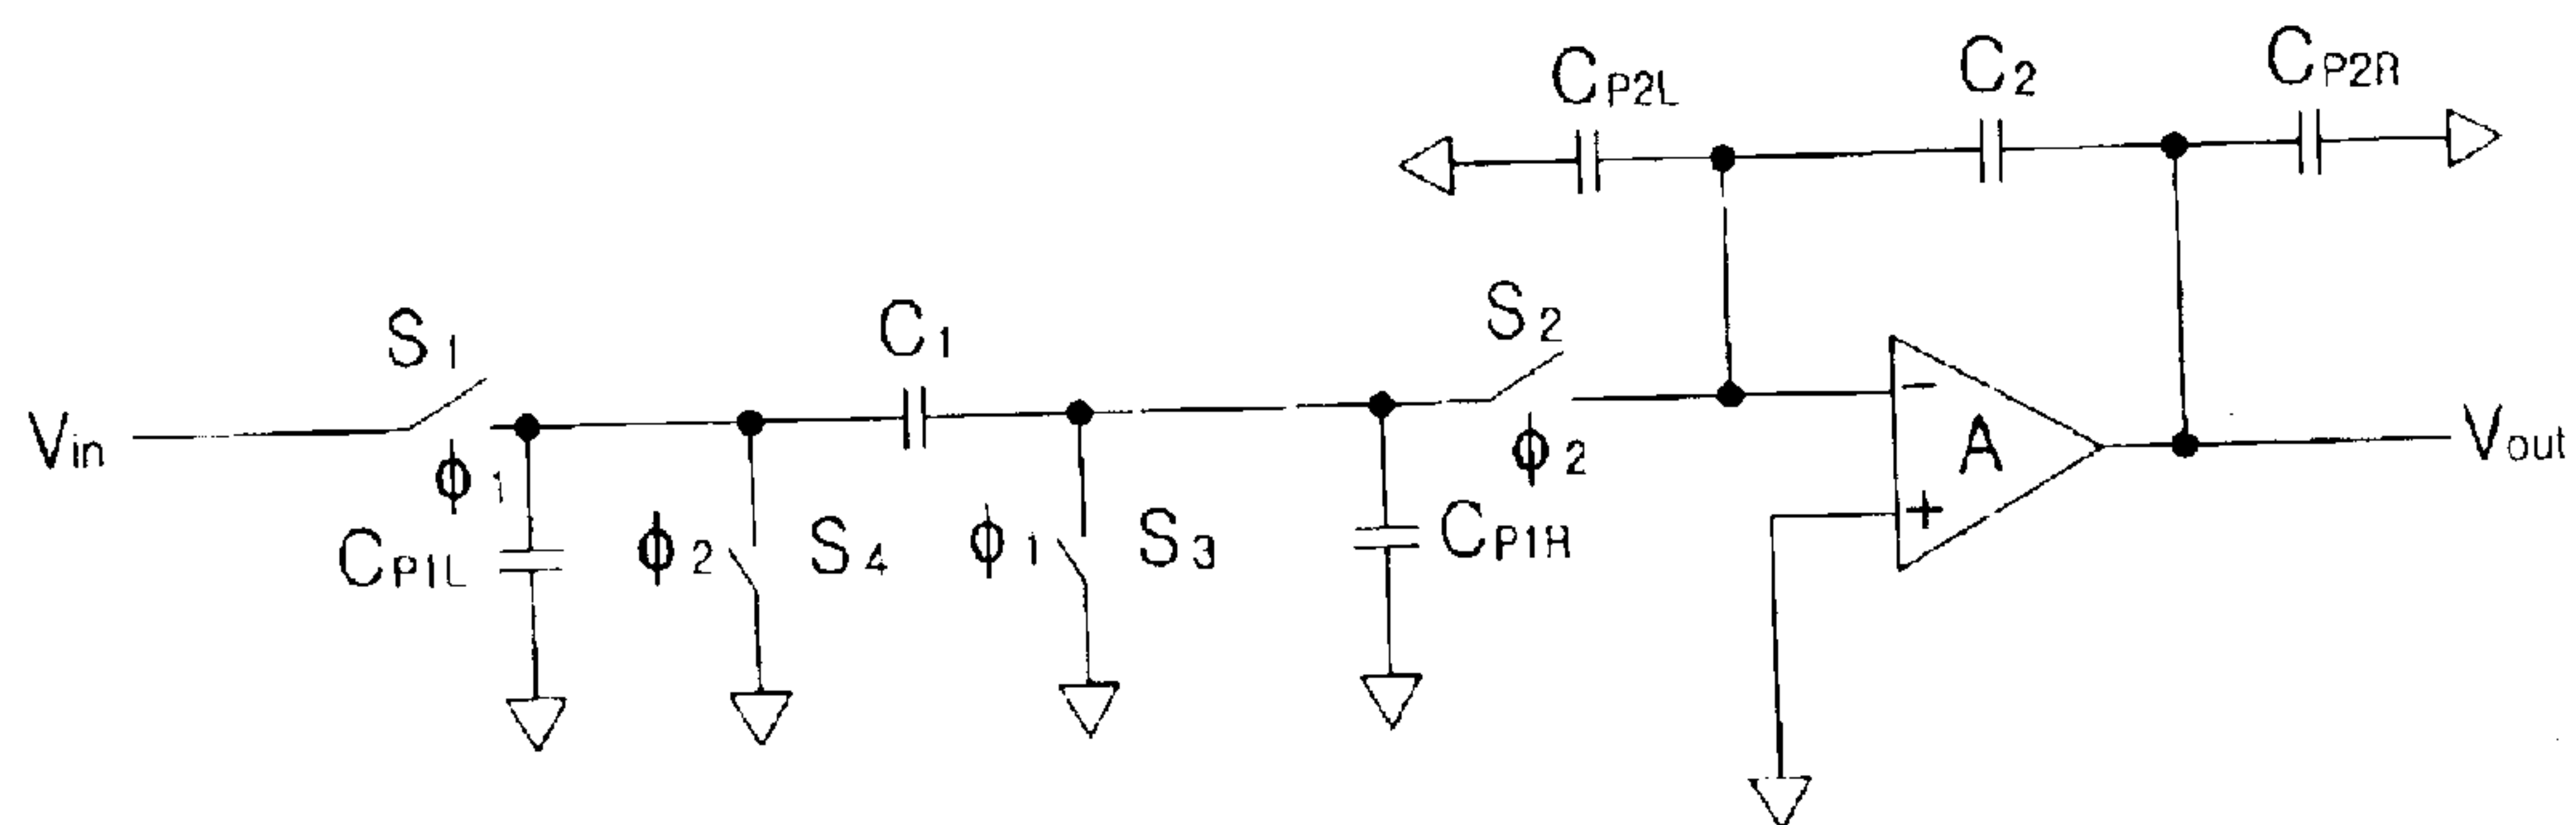 CP2L C2 CP2R
S1 C1 S2
Vin ϕ1 ϕ2 − A Vout
CP1L ϕ2 S4 ϕ1 S3 CP1R +